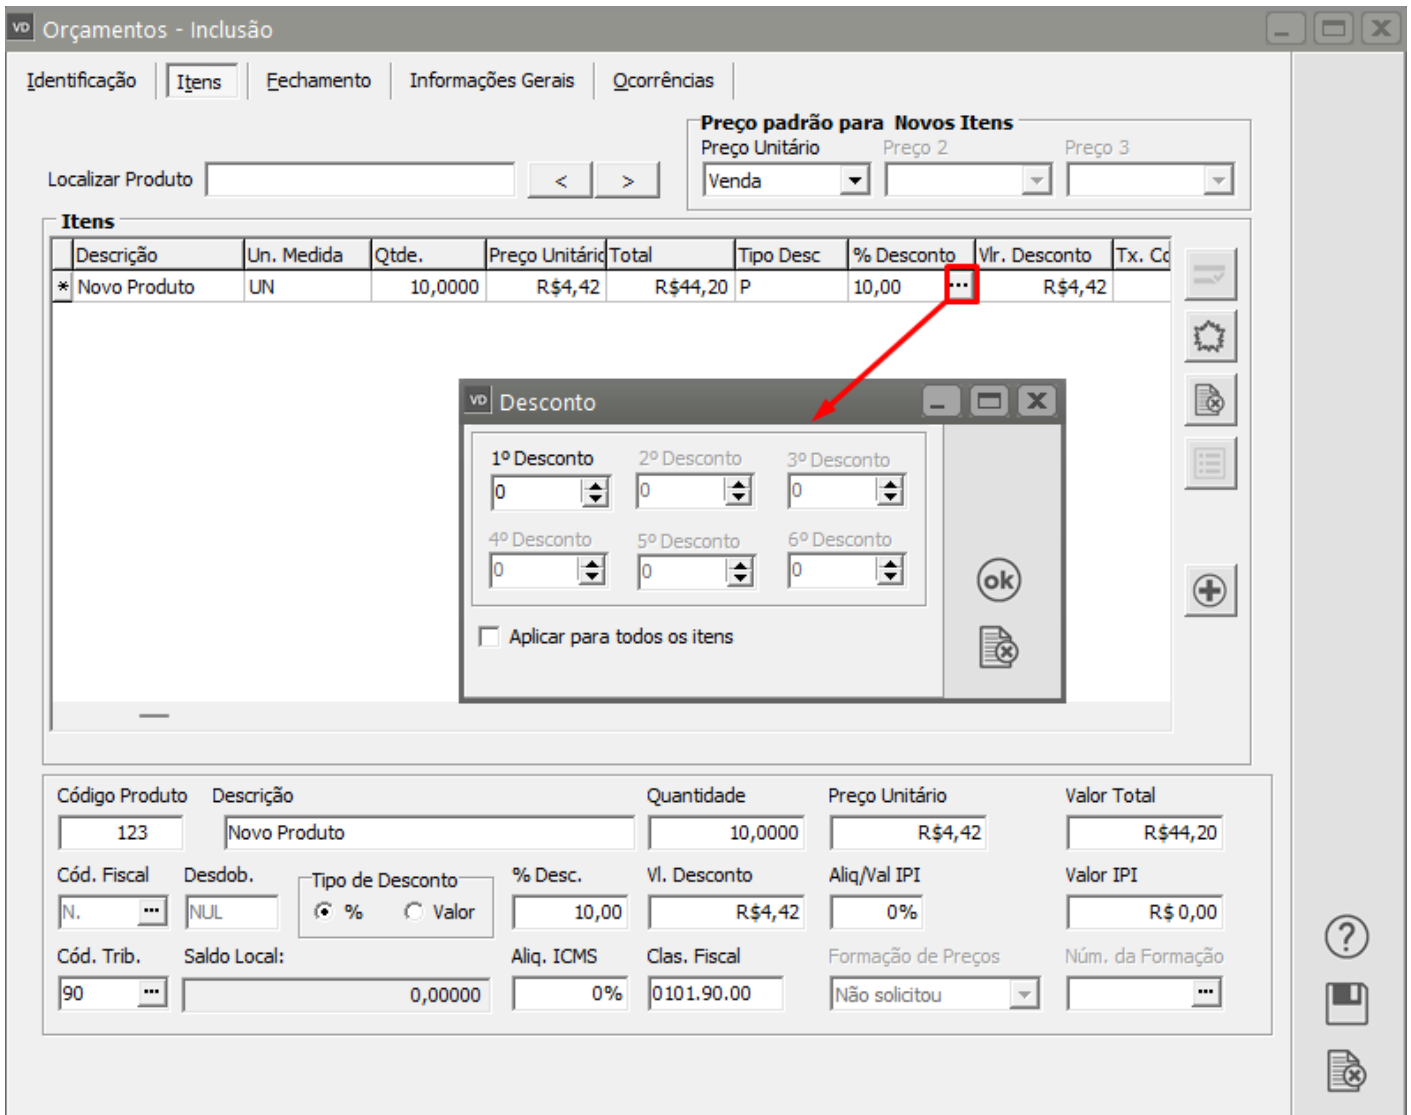 VD Orçamentos - Inclusão
Identificação Itens Fechamento Informações Gerais Ocorrências
Preço padrão para Novos Itens
Preço Unitário Preço 2 Preço 3
Localizar Produto < > Venda
Itens
Descrição Un. Medida Qtde. Preço Unitáric Total Tipo Desc % Desconto Vlr. Desconto Tx. Co
* Novo Produto UN 10,0000 R$4,42 R$44,20 P 10,00 ... R$4,42
VD Desconto
1º Desconto 2º Desconto 3º Desconto
0 0 0
4º Desconto 5º Desconto 6º Desconto
0 0 0
ok
Aplicar para todos os itens
Código Produto Descrição Quantidade Preço Unitário Valor Total
123 Novo Produto 10,0000 R$4,42 R$44,20
Cód. Fiscal Desdob. Tipo de Desconto % Desc. Vl. Desconto Aliq/Val IPI Valor IPI
N. ... NUL % Valor 10,00 R$4,42 0% R$ 0,00
Cód. Trib. Saldo Local: Aliq. ICMS Clas. Fiscal Formação de Preços Núm. da Formação
90 ... 0,00000 0% 0101.90.00 Não solicitou ...
?